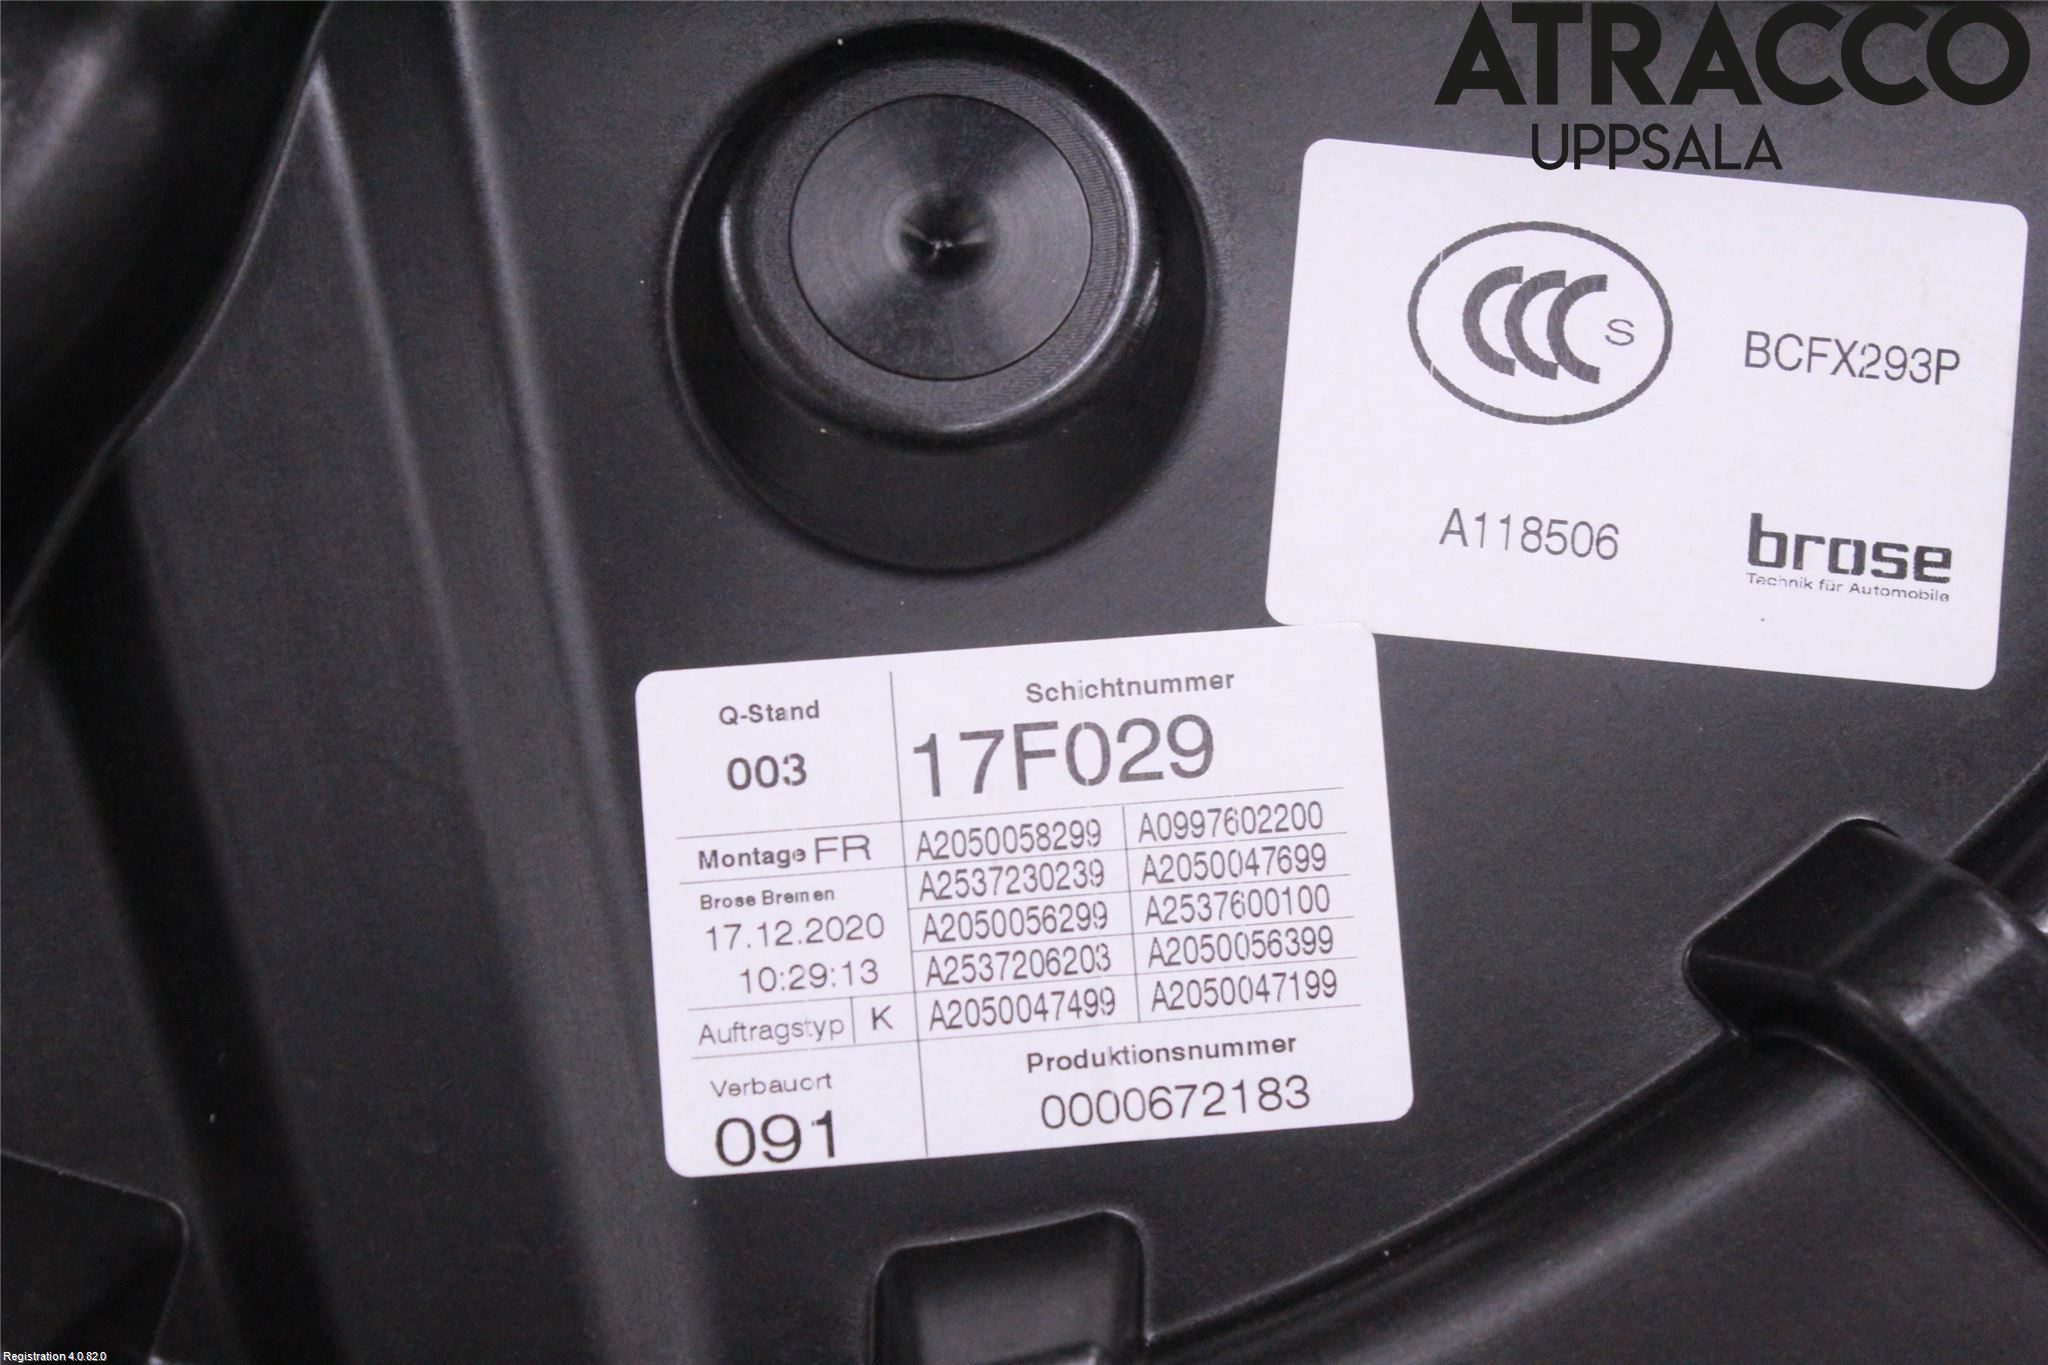 ATRACCO
UPPSALA
CCC S
BCFX293P
A118506
brose
Technik für Automobile
Q-Stand
003
Schichtnummer
17F029
Montage FR
Brose Bremen
17.12.2020
10:29:13
Auftragstyp K
A2050058299 A0997602200
A2537230239 A2050047699
A2050056299 A2537600100
A2537206203 A2050056399
A2050047499 A2050047199
Verbauort
091
Produktionsnummer
0000672183
Registration 4.0.82.0